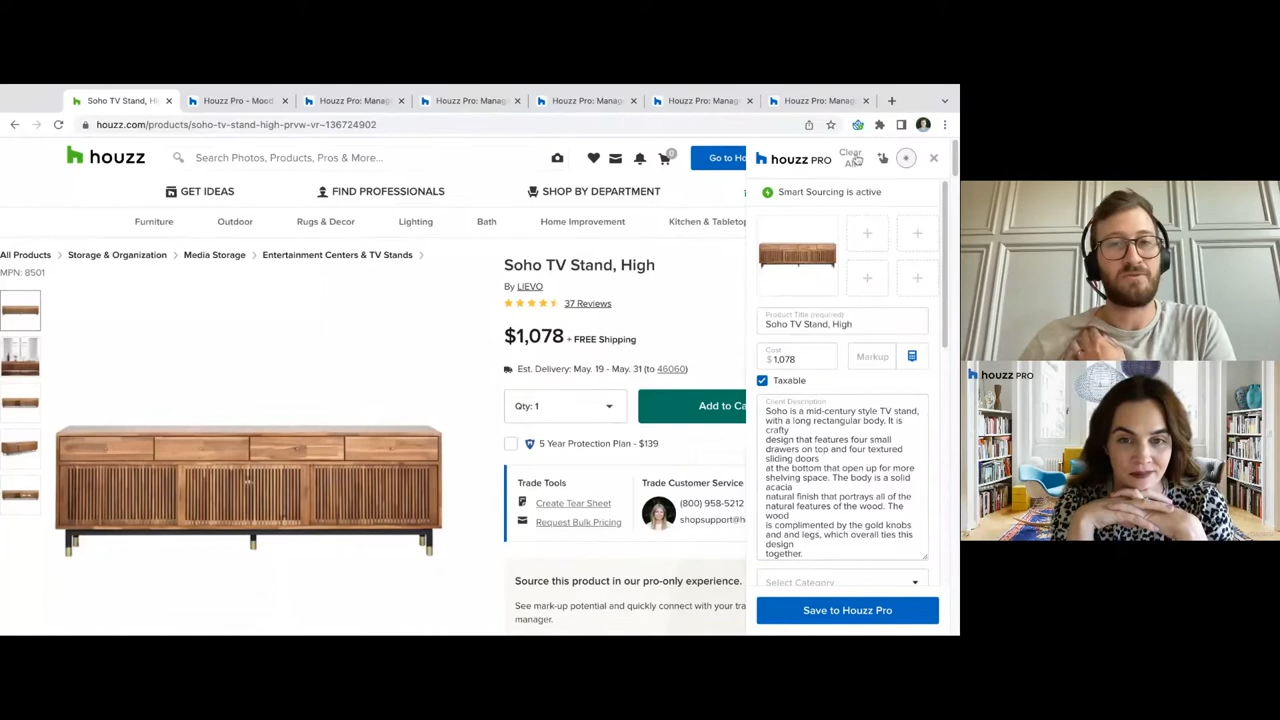 Soho TV Stand, Hi
Houzz Pro - Mood
Houzz Pro: Manag
Houzz Pro: Manag
Houzz Pro: Manag
Houzz Pro: Manag
Houzz Pro: Manag
houzz.com/products/soho-tv-stand-high-prvw-vr~136724902
houzz
Search Photos, Products, Pros & More...
0
Go to Ho
GET IDEAS
FIND PROFESSIONALS
SHOP BY DEPARTMENT
Furniture
Outdoor
Rugs & Decor
Lighting
Bath
Home Improvement
Kitchen & Tabletop
All Products
Storage & Organization
Media Storage
Entertainment Centers & TV Stands
MPN: 8501
Soho TV Stand, High
By LIEVO
37 Reviews
$1,078 + FREE Shipping
Est. Delivery: May. 19 - May. 31 (to 46060)
Qty: 1
Add to Ca
5 Year Protection Plan - $139
Trade Tools
Create Tear Sheet
Request Bulk Pricing
Trade Customer Service
(800) 958-5212
shopsupport@h
Source this product in our pro-only experience.
See mark-up potential and quickly connect with your tra
manager.
houzz PRO
Clear
All
Smart Sourcing is active
Product Title (required)
Soho TV Stand, High
Cost
$ 1,078
Markup
Taxable
Client Description
Soho is a mid-century style TV stand,
with a long rectangular body. It is
crafty
design that features four small
drawers on top and four textured
sliding doors
at the bottom that open up for more
shelving space. The body is a solid
acacia
natural finish that portrays all of the
natural features of the wood. The
wood
is complimented by the gold knobs
and and legs, which overall ties this
design
together.
Select Category
Save to Houzz Pro
houzz PRO